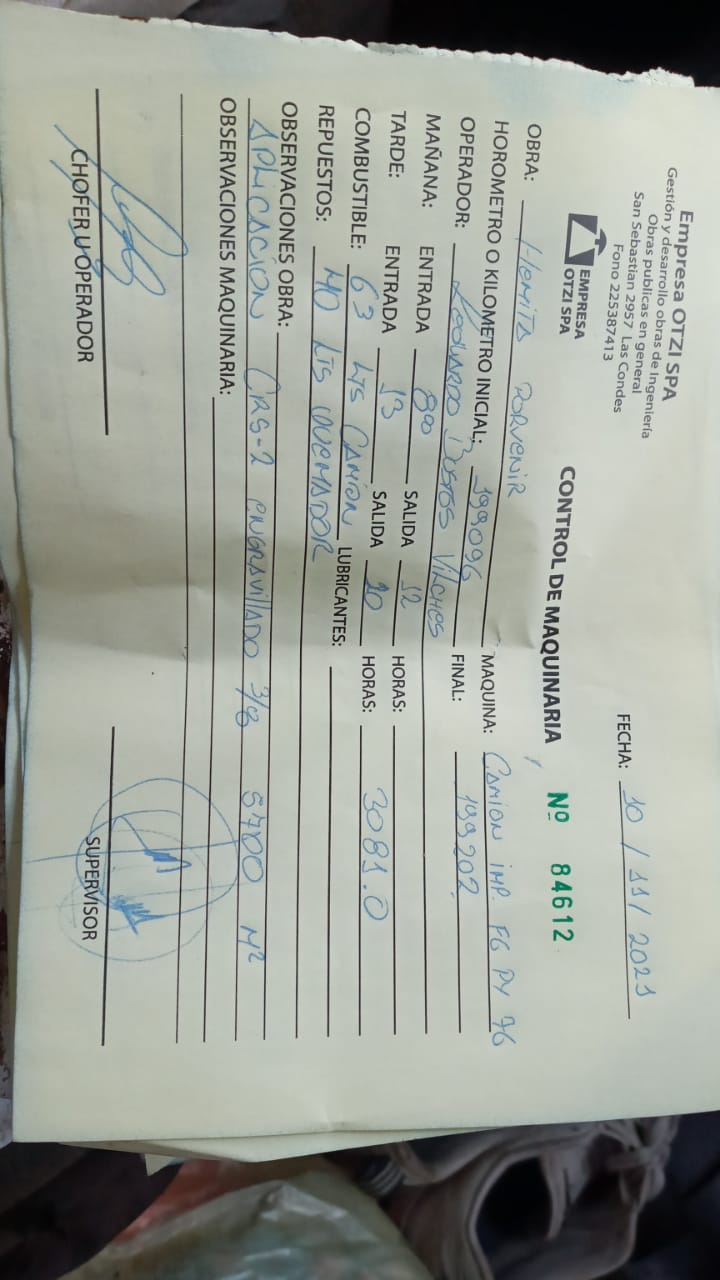 Empresa OTZI SPA
Gestión y desarrollo obras de Ingeniería
Obras publicas en general
San Sebastian 2957 Las Condes
Fono 225387413
EMPRESA
OTZI SPA
FECHA: 10 / 11 / 2021
CONTROL DE MAQUINARIA Nº 84612
OBRA: Hemita Porvenir MAQUINA: Camion imp. FG PY 76
HOROMETRO O KILOMETRO INICIAL: 199096 FINAL: 199202
OPERADOR: Leonardo Bustos Vilches
MAÑANA: ENTRADA 800 SALIDA 12 HORAS:
TARDE: ENTRADA 13 SALIDA 20 HORAS: 3081.0
COMBUSTIBLE: 63 Lts Camion LUBRICANTES:
REPUESTOS: 40 Lts Quemador
OBSERVACIONES OBRA:
Aplicacion CRS-2 engravillado 3/8 5700 M²
OBSERVACIONES MAQUINARIA:
CHOFER U OPERADOR SUPERVISOR